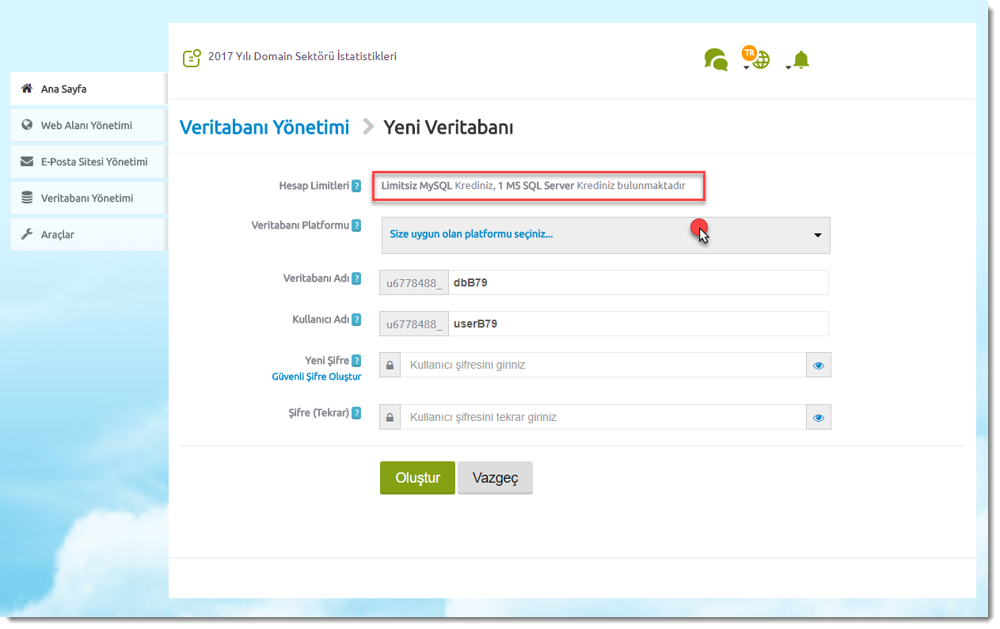 2017 Yılı Domain Sektörü İstatistikleri
TR
Ana Sayfa
Web Alanı Yönetimi
E-Posta Sitesi Yönetimi
Veritabanı Yönetimi
Araçlar
Veritabanı Yönetimi Yeni Veritabanı
Hesap Limitleri ? Limitsiz MySQL Krediniz, 1 MS SQL Server Krediniz bulunmaktadır
Veritabanı Platformu ? Size uygun olan platformu seçiniz...
Veritabanı Adı ? u6778488_ dbB79
Kullanıcı Adı ? u6778488_ userB79
Yeni Şifre ? Kullanıcı şifresini giriniz
Güvenli Şifre Oluştur
Şifre (Tekrar) ? Kullanıcı şifresini tekrar giriniz
Oluştur Vazgeç